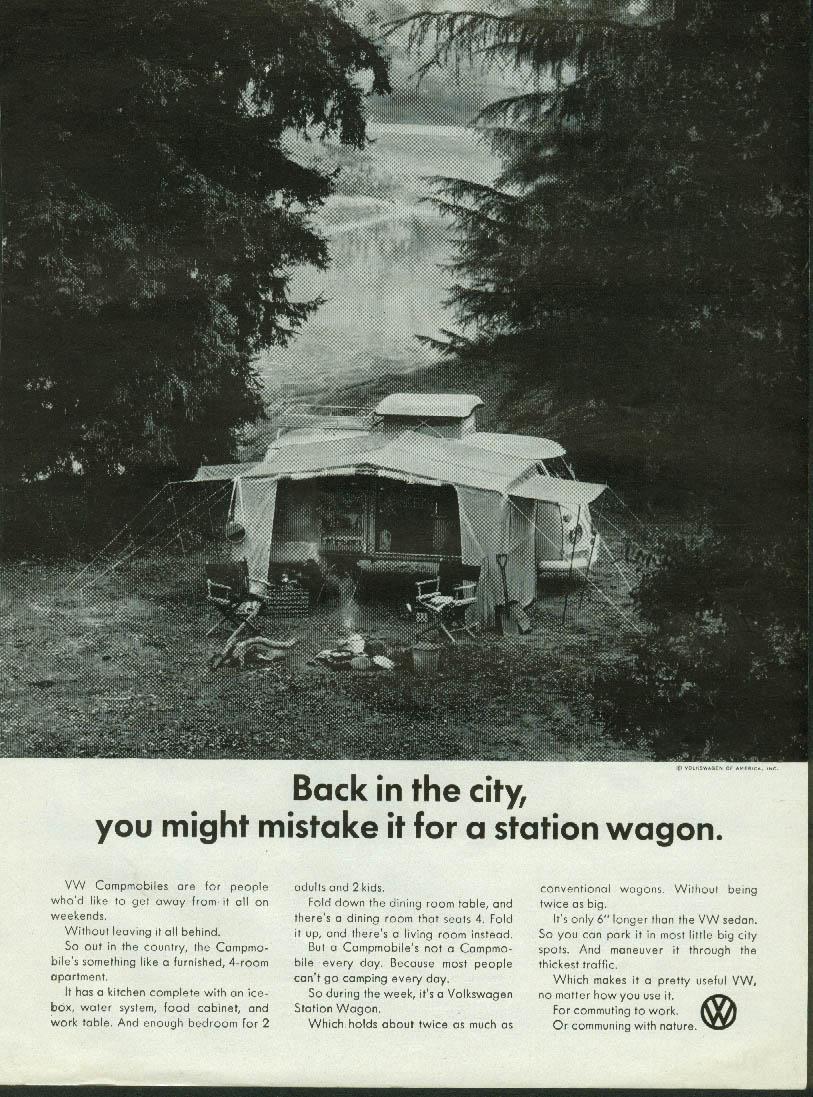 © VOLKSWAGEN OF AMERICA, INC.
Back in the city,
you might mistake it for a station wagon.
VW Campmobiles are for people
who'd like to get away from it all on
weekends.
Without leaving it all behind.
So out in the country, the Campmo-
bile's something like a furnished, 4-room
apartment.
It has a kitchen complete with an ice-
box, water system, food cabinet, and
work table. And enough bedroom for 2
adults and 2 kids.
Fold down the dining room table, and
there's a dining room that seats 4. Fold
it up, and there's a living room instead.
But a Campmobile's not a Campmo-
bile every day. Because most people
can't go camping every day.
So during the week, it's a Volkswagen
Station Wagon.
Which holds about twice as much as
conventional wagons. Without being
twice as big.
It's only 6" longer than the VW sedan.
So you can park it in most little big city
spots. And maneuver it through the
thickest traffic.
Which makes it a pretty useful VW,
no matter how you use it.
For commuting to work.
Or communing with nature.
VW